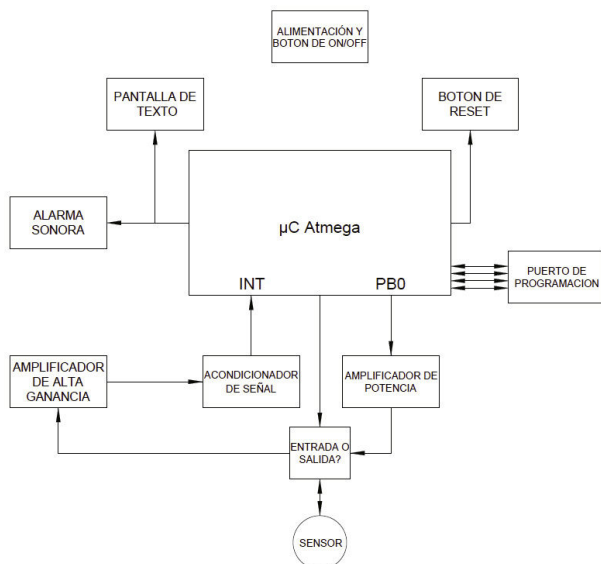 ALIMENTACIÓN Y
BOTON DE ON/OFF
PANTALLA DE
TEXTO
BOTON DE
RESET
ALARMA
SONORA
µC Atmega
PUERTO DE
PROGRAMACION
INT
PB0
AMPLIFICADOR
DE ALTA
GANANCIA
ACONDICIONADOR
DE SEÑAL
AMPLIFICADOR DE
POTENCIA
ENTRADA O
SALIDA?
SENSOR